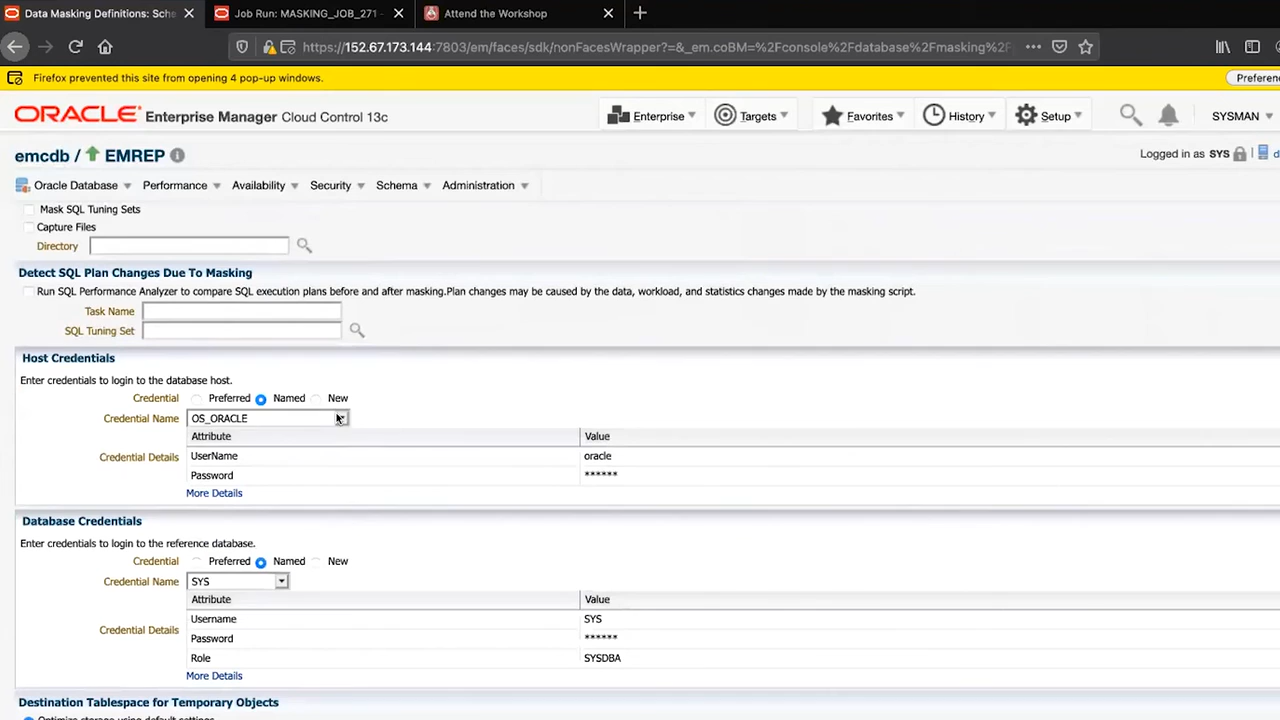 Data Masking Definitions: Sche
Job Run: MASKING_JOB_271 -
Attend the Workshop
https://152.67.173.144:7803/em/faces/sdk/nonFacesWrapper?=&_em.coBM=%2Fconsole%2Fdatabase%2Fmasking%2F
Firefox prevented this site from opening 4 pop-up windows.
Preferenc
ORACLE Enterprise Manager Cloud Control 13c
Enterprise
Targets
Favorites
History
Setup
SYSMAN
emcdb / EMREP
Logged in as SYS
Oracle Database
Performance
Availability
Security
Schema
Administration
Mask SQL Tuning Sets
Capture Files
Directory
Detect SQL Plan Changes Due To Masking
Run SQL Performance Analyzer to compare SQL execution plans before and after masking.Plan changes may be caused by the data, workload, and statistics changes made by the masking script.
Task Name
SQL Tuning Set
Host Credentials
Enter credentials to login to the database host.
Credential Preferred Named New
Credential Name OS_ORACLE
Attribute Value
Credential Details
UserName oracle
Password ******
More Details
Database Credentials
Enter credentials to login to the reference database.
Credential Preferred Named New
Credential Name SYS
Attribute Value
Username SYS
Credential Details
Password ******
Role SYSDBA
More Details
Destination Tablespace for Temporary Objects
Optimize storage using default settings